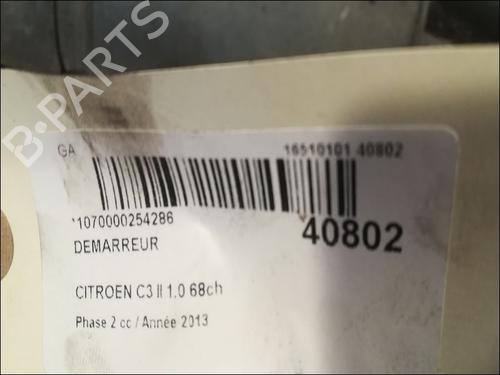 B-PARTS
GA
16510101 40802
*1070000254286
40802
DEMARREUR
CITROEN C3 II 1.0 68ch
Phase 2 cc / Année 2013